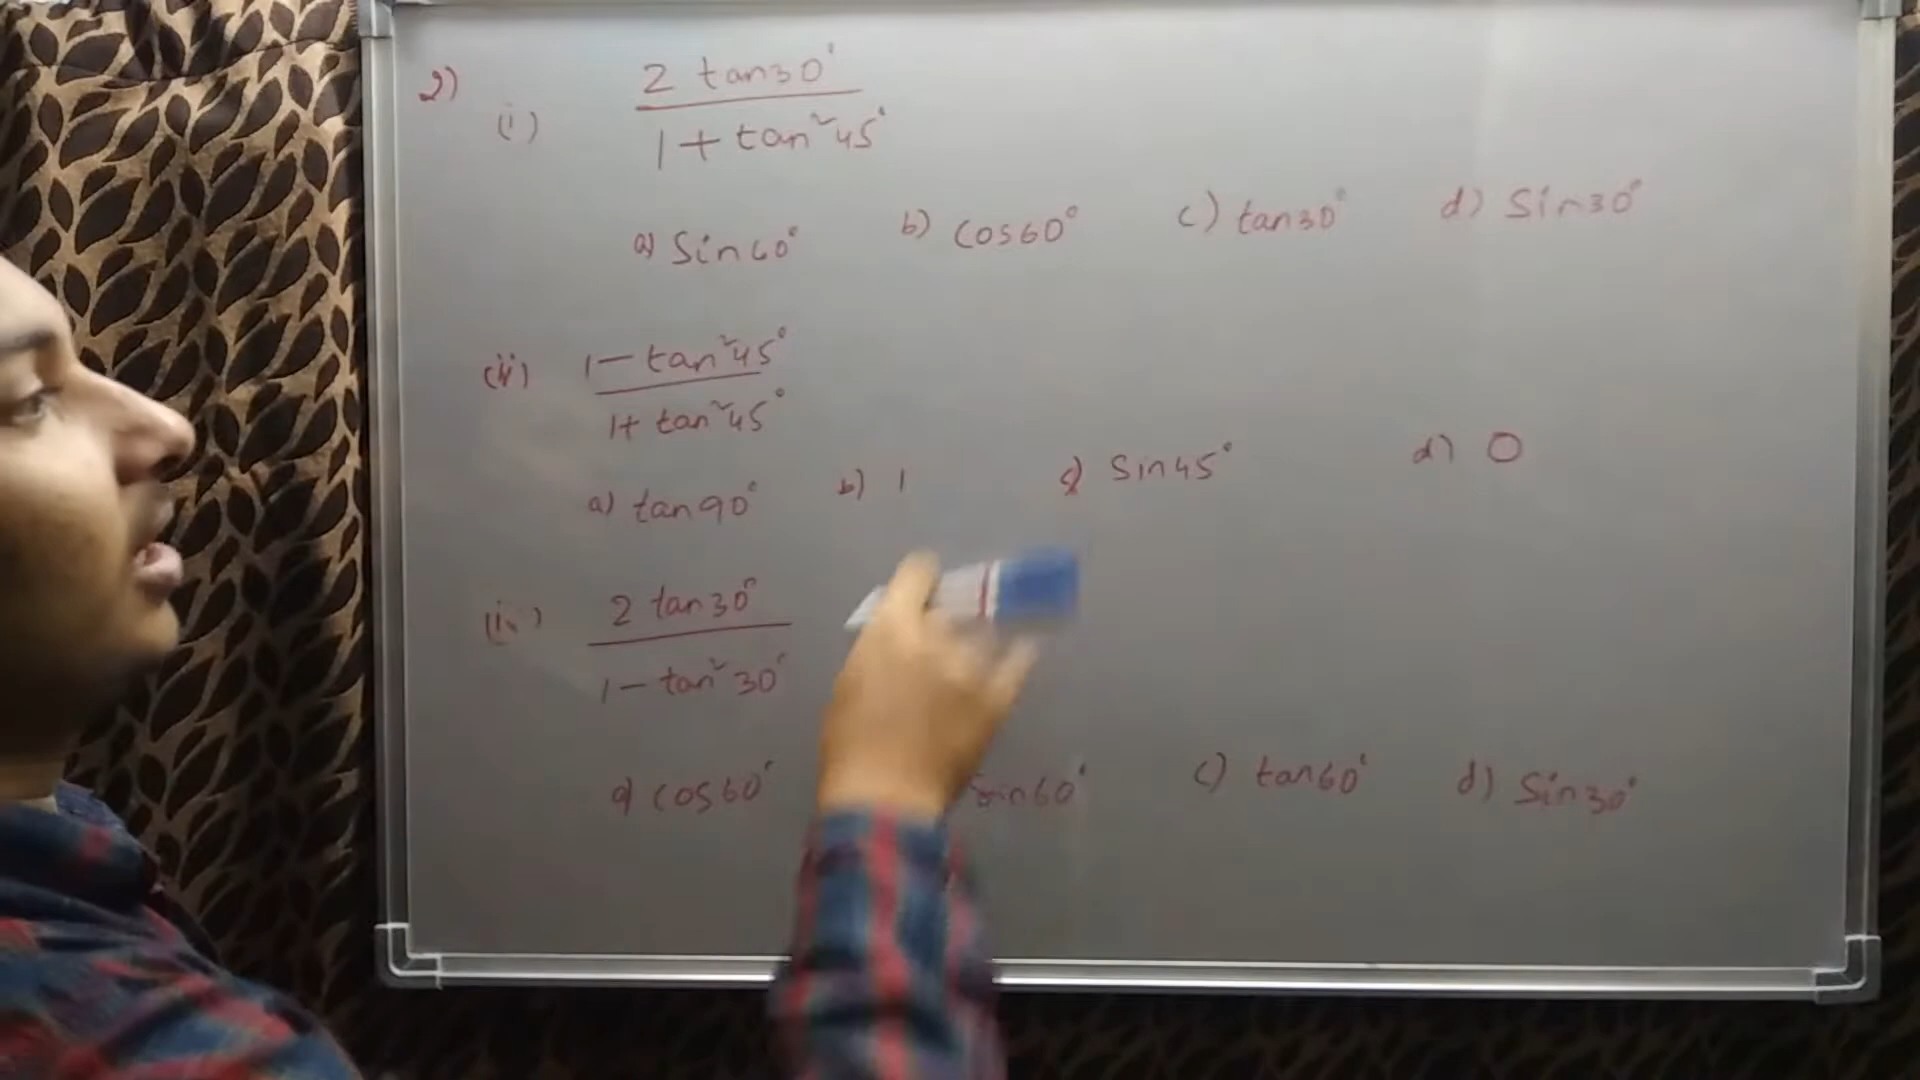 2)
(i) 2 tan30° / 1 + tan²45°
a) Sin60° b) cos60° c) tan30° d) Sin30°
(ii) 1 - tan²45° / 1 + tan²45°
a) tan90° b) 1 c) Sin45° d) 0
2 tan30° / 1 - tan²30°
a) cos60° Sin60° c) tan60° d) Sin30°